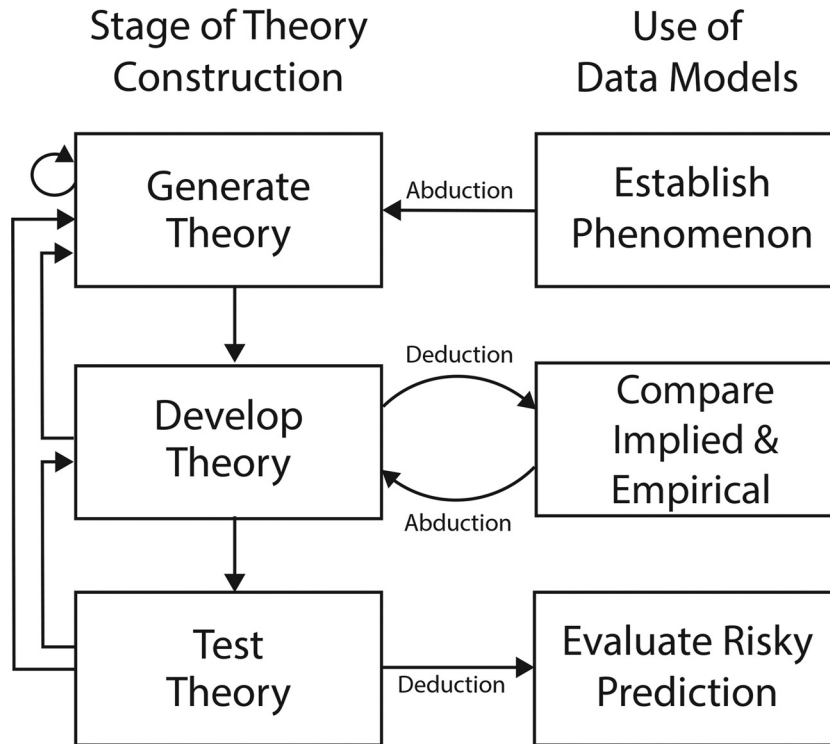 Stage of Theory
Construction
Use of
Data Models
Generate
Theory
Abduction
Establish
Phenomenon
Develop
Theory
Deduction
Abduction
Compare
Implied &
Empirical
Test
Theory
Deduction
Evaluate Risky
Prediction